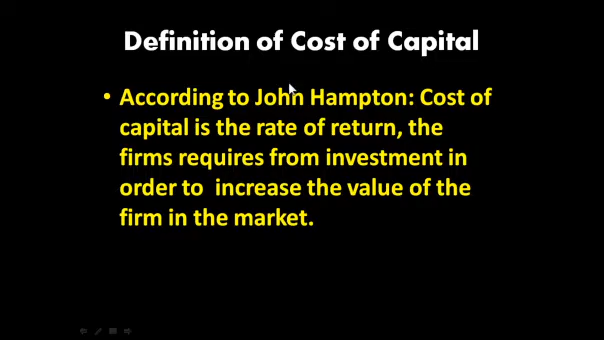 Definition of Cost of Capital
• According to John Hampton: Cost of
capital is the rate of return, the
firms requires from investment in
order to  increase the value of the
firm in the market.